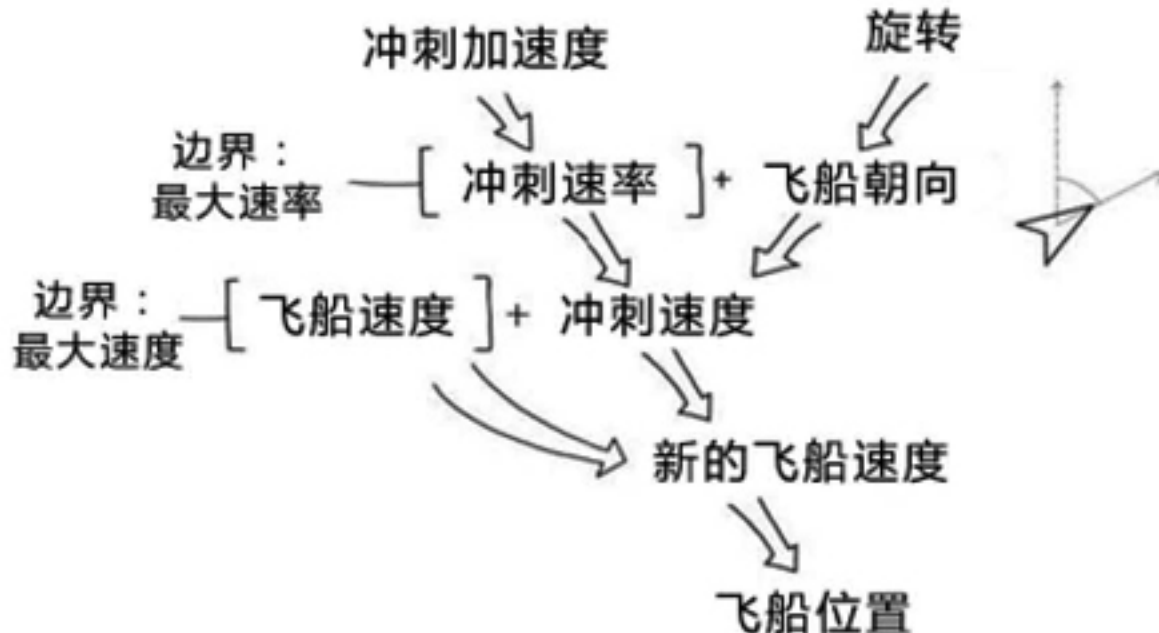 冲刺加速度
旋转
边界：
最大速率
冲刺速率
+
飞船朝向
边界：
最大速度
飞船速度
+
冲刺速度
新的飞船速度
飞船位置